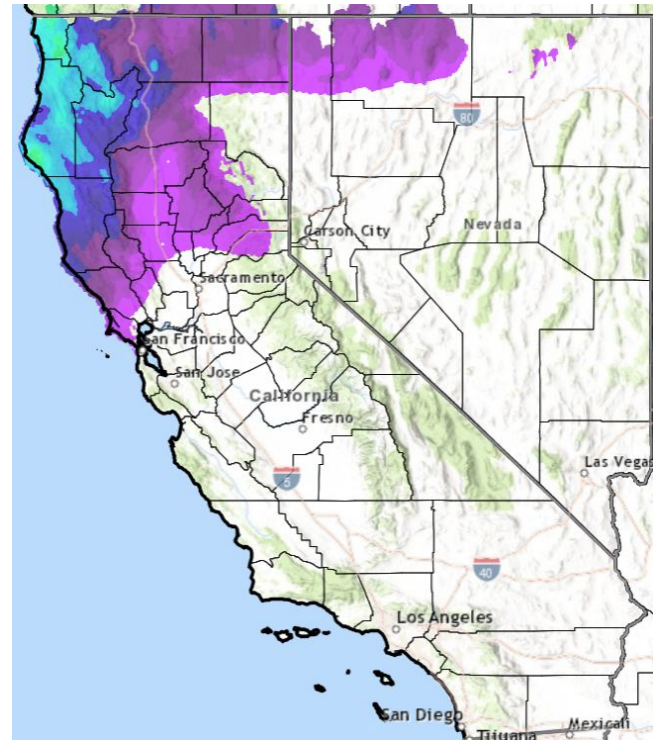 80
Carson City
Nevada
Sacramento
San Francisco
San Jose
California
Fresno
Las Vegas
5
40
Los Angeles
San Diego
Mexicali
Tijuana